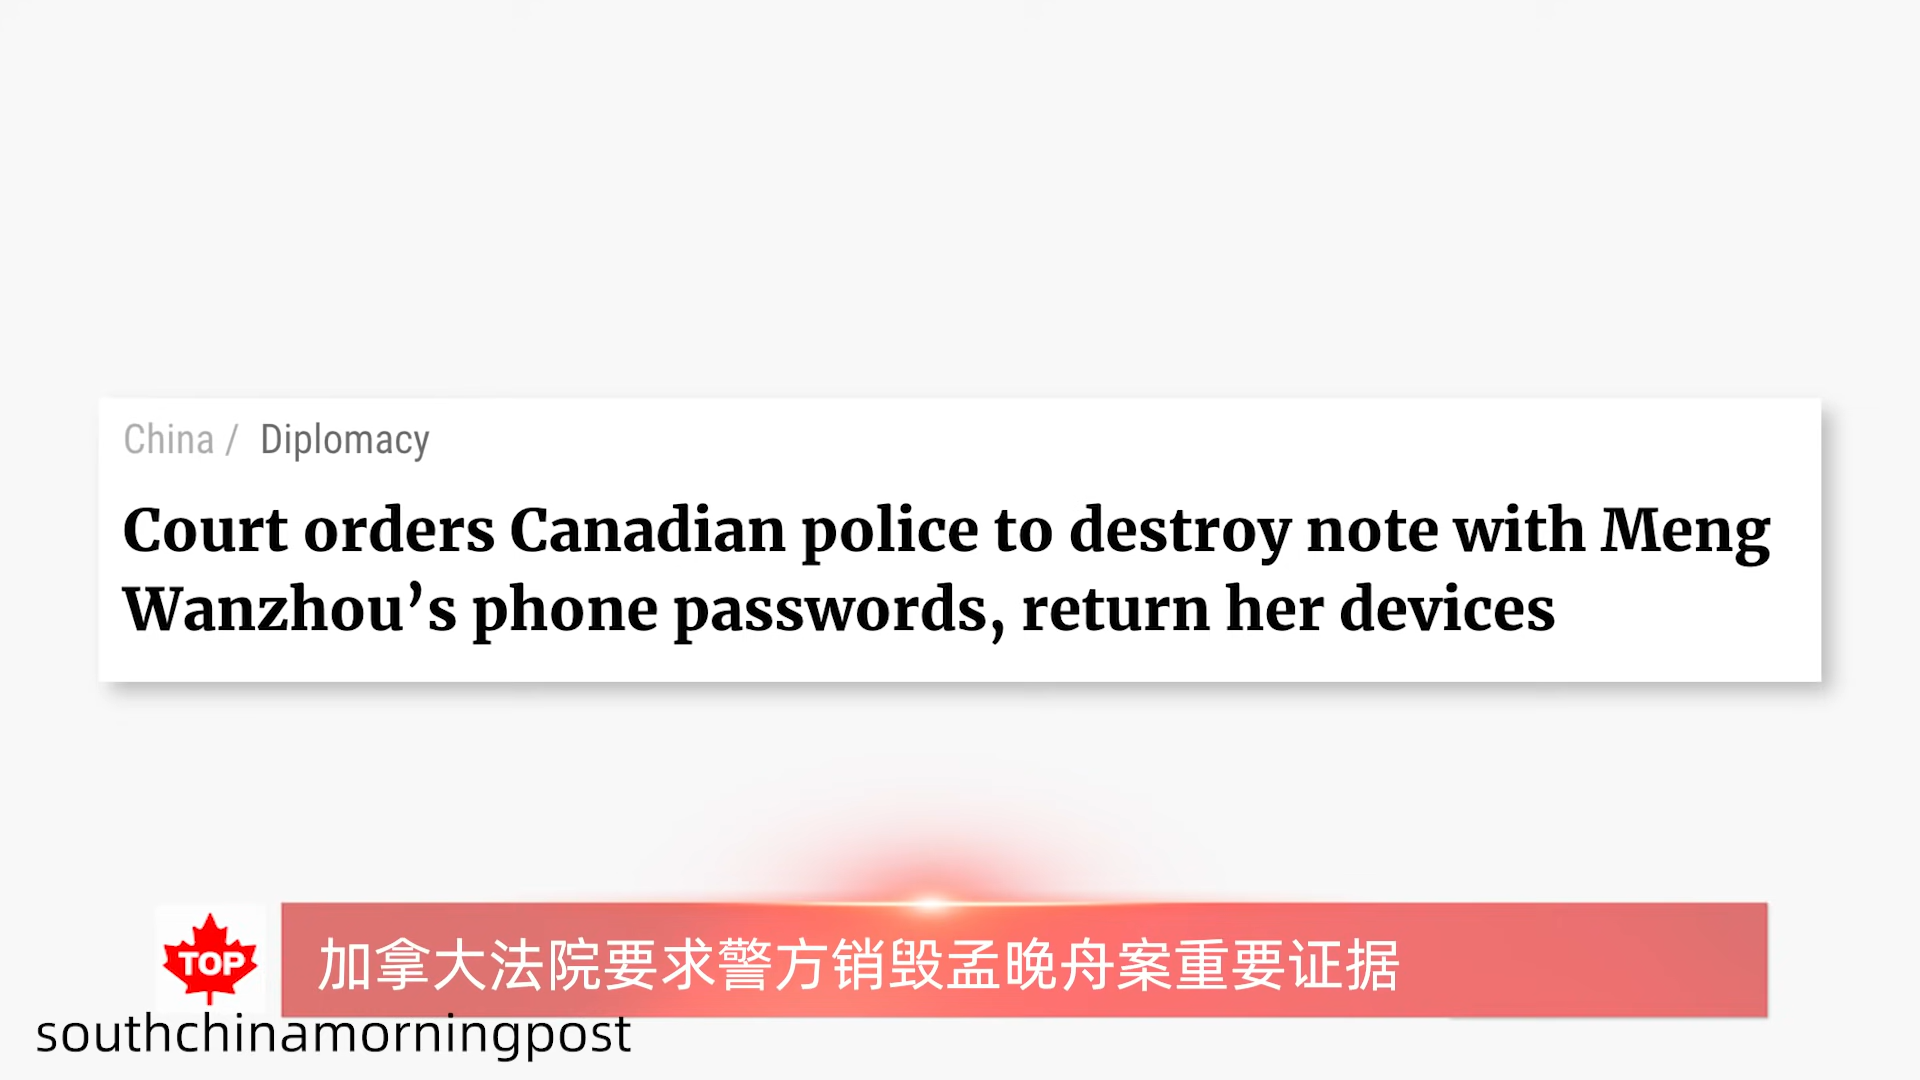 China / Diplomacy
Court orders Canadian police to destroy note with Meng
Wanzhou’s phone passwords, return her devices
TOP
加拿大法院要求警方销毁孟晚舟案重要证据
southchinamorningpost